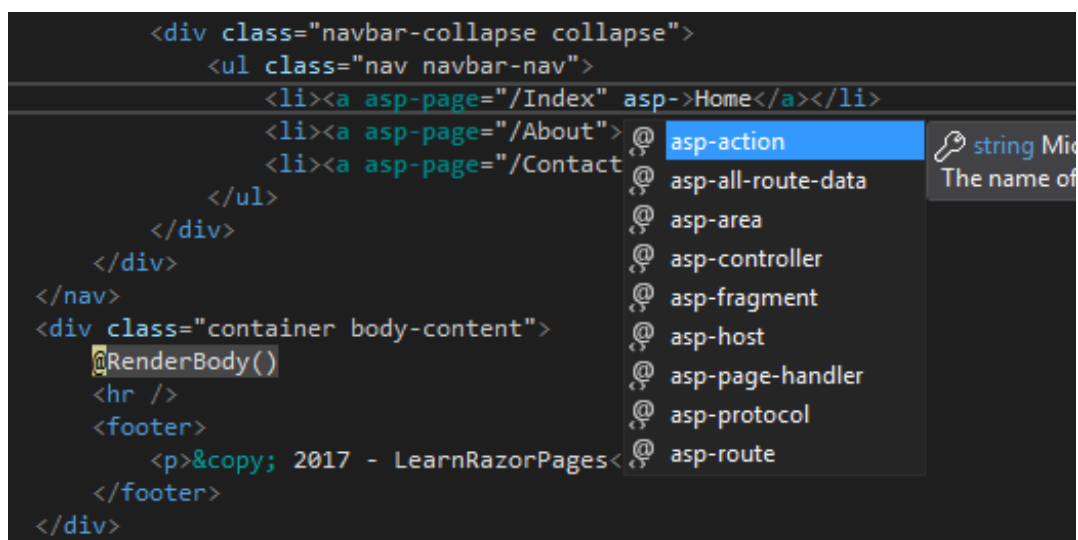 <div class="navbar-collapse collapse">
<ul class="nav navbar-nav">
<li><a asp-page="/Index" asp->Home</a></li>
<li><a asp-page="/About">
<li><a asp-page="/Contact
</ul>
</div>
</div>
</nav>
<div class="container body-content">
@RenderBody()
<hr />
<footer>
<p>&copy; 2017 - LearnRazorPages<
</footer>
</div>
asp-action
asp-all-route-data
asp-area
asp-controller
asp-fragment
asp-host
asp-page-handler
asp-protocol
asp-route
string Mic
The name of